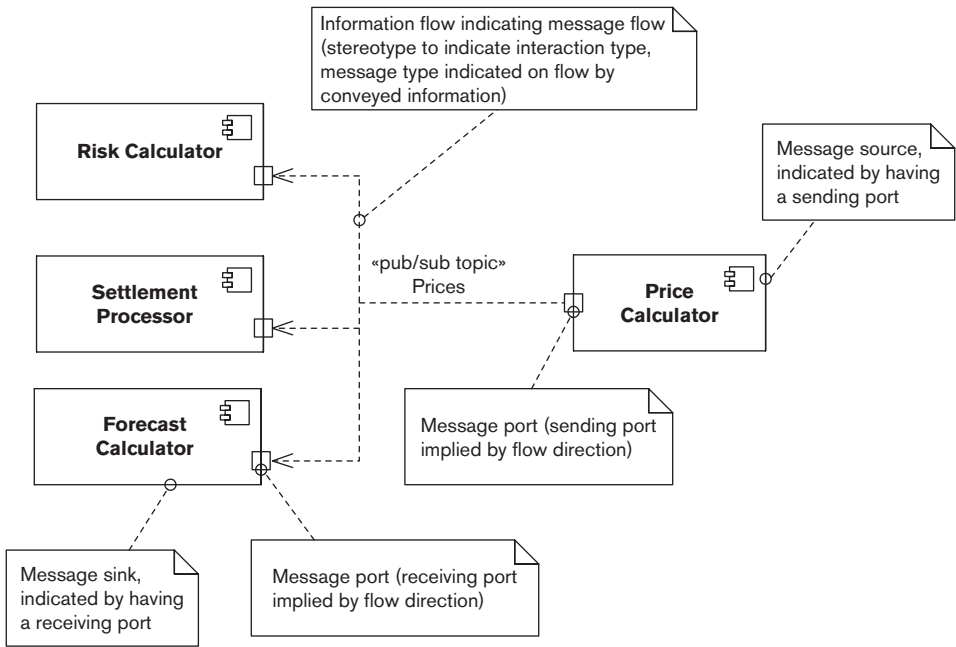 Information flow indicating message flow
(stereotype to indicate interaction type,
message type indicated on flow by
conveyed information)
Risk Calculator
Message source,
indicated by having
a sending port
«pub/sub topic»
Prices
Settlement
Processor
Price
Calculator
Forecast
Calculator
Message port (sending port
implied by flow direction)
Message sink,
indicated by having
a receiving port
Message port (receiving port
implied by flow direction)